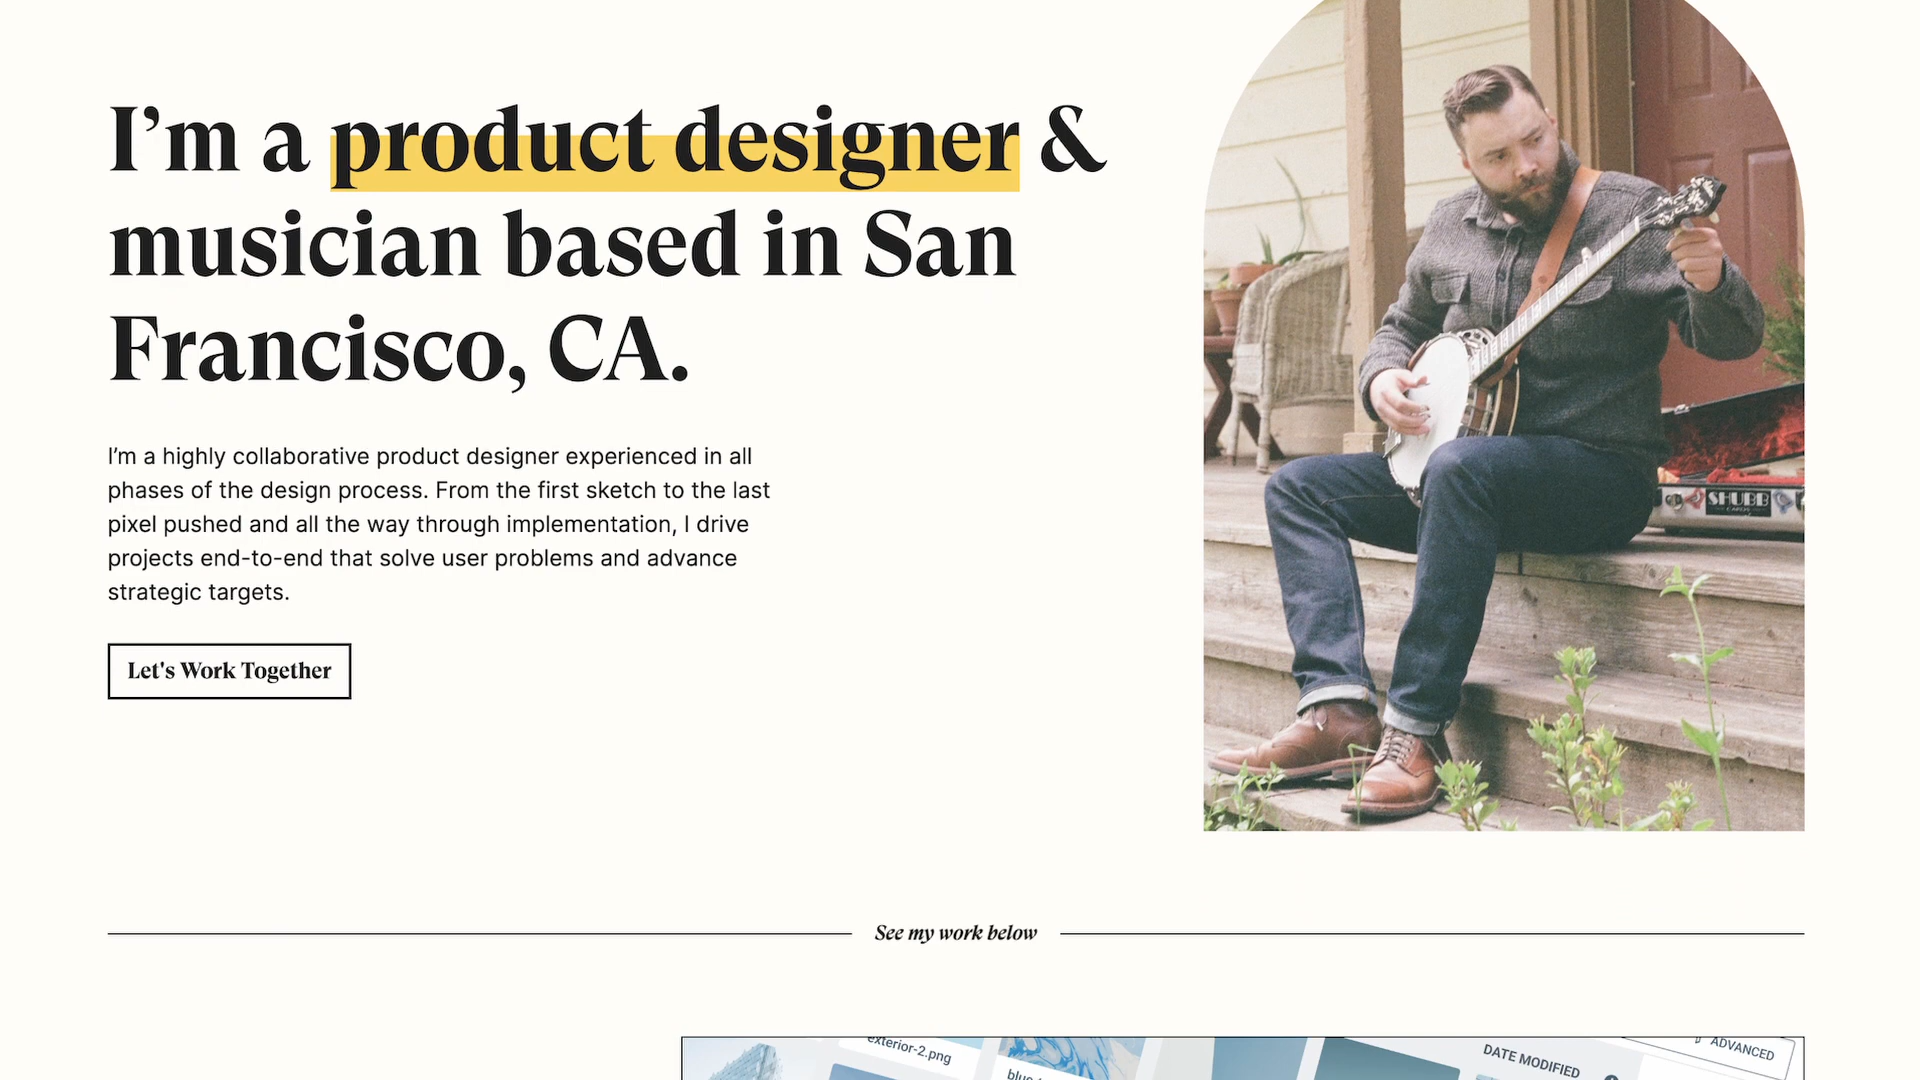 I’m a product designer &
musician based in San
Francisco, CA.
I’m a highly collaborative product designer experienced in all
phases of the design process. From the first sketch to the last
pixel pushed and all the way through implementation, I drive
projects end-to-end that solve user problems and advance
strategic targets.
Let's Work Together
SHUBB
See my work below
exterior-2.png
DATE MODIFIED
ADVANCED